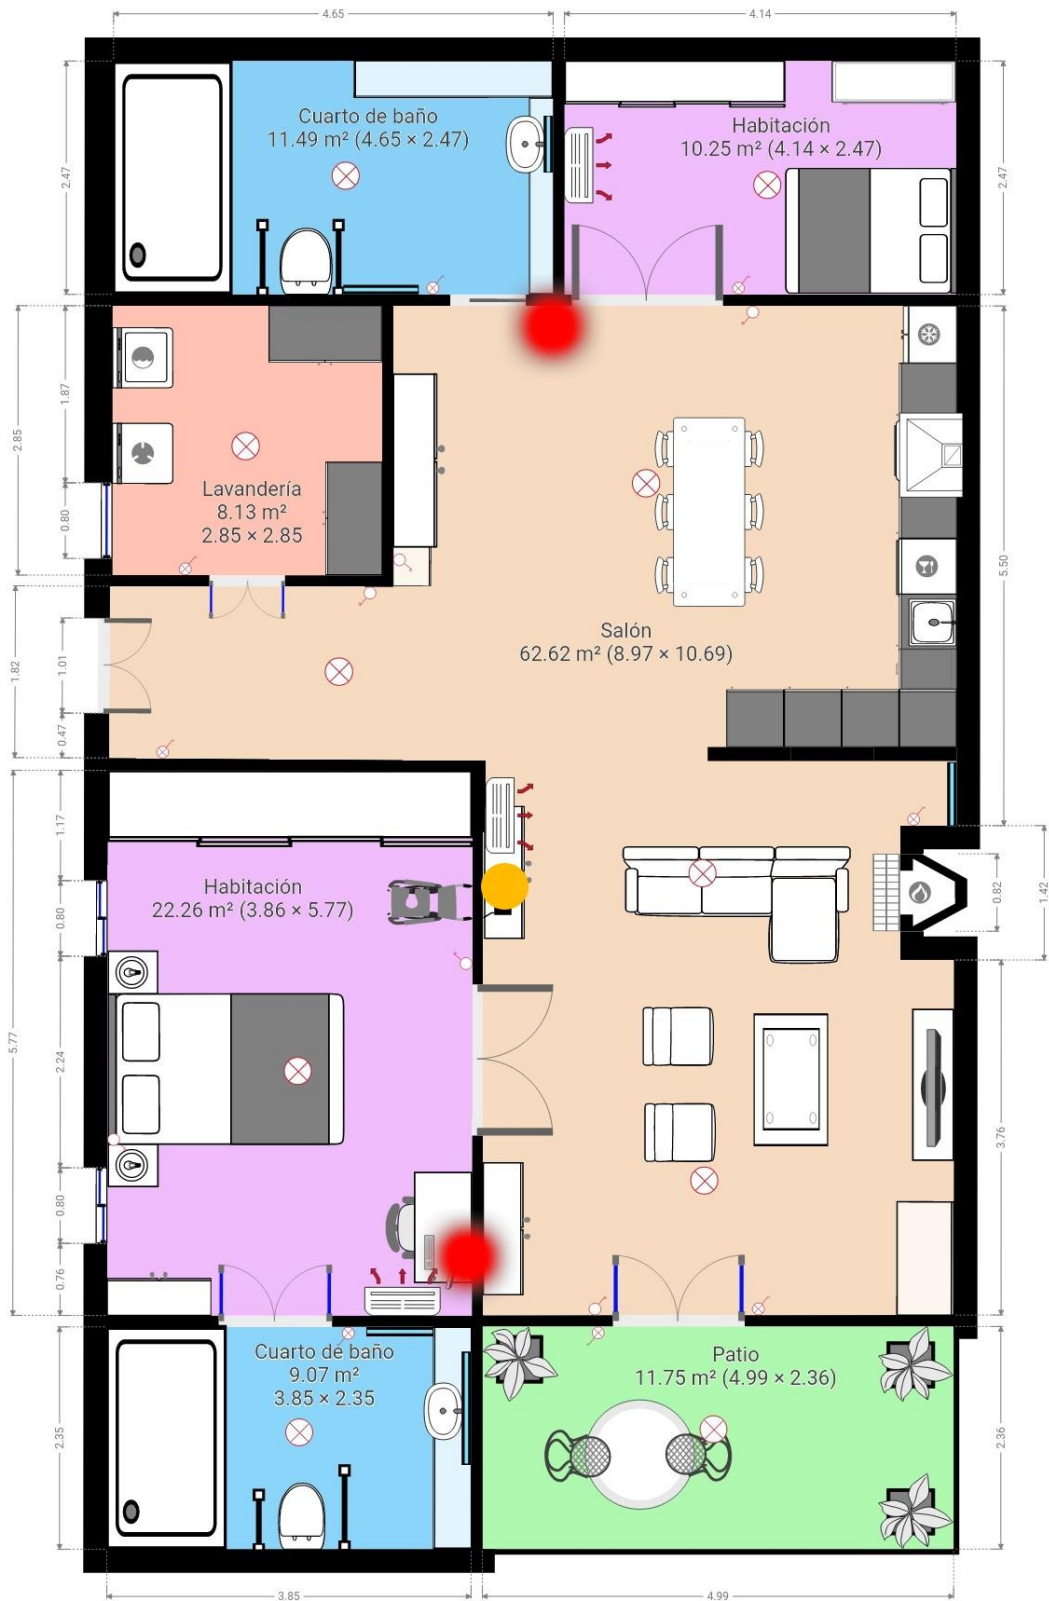 4.65
4.14
Cuarto de baño
11.49 m² (4.65 × 2.47)
Habitación
10.25 m² (4.14 × 2.47)
2.47
2.47
1.87
2.85
0.80
Lavandería
8.13 m²
2.85 × 2.85
5.50
Salón
62.62 m² (8.97 × 10.69)
1.82
1.01
0.47
1.17
0.80
Habitación
22.26 m² (3.86 × 5.77)
0.82
1.42
5.77
2.24
3.76
0.80
0.76
Cuarto de baño
9.07 m²
3.85 × 2.35
Patio
11.75 m² (4.99 × 2.36)
2.35
2.36
3.85
4.99